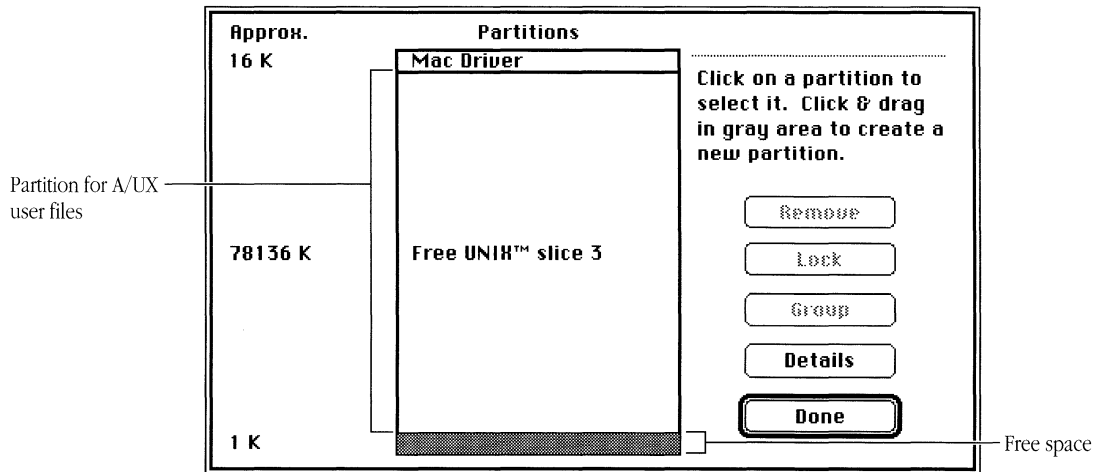 Approx.
Partitions
16 K
Mac Driver
Click on a partition to
select it. Click & drag
in gray area to create a
new partition.
Partition for A/UX
user files
Remove
78136 K
Free UNIX™ slice 3
Lock
Group
Details
Done
1 K
Free space